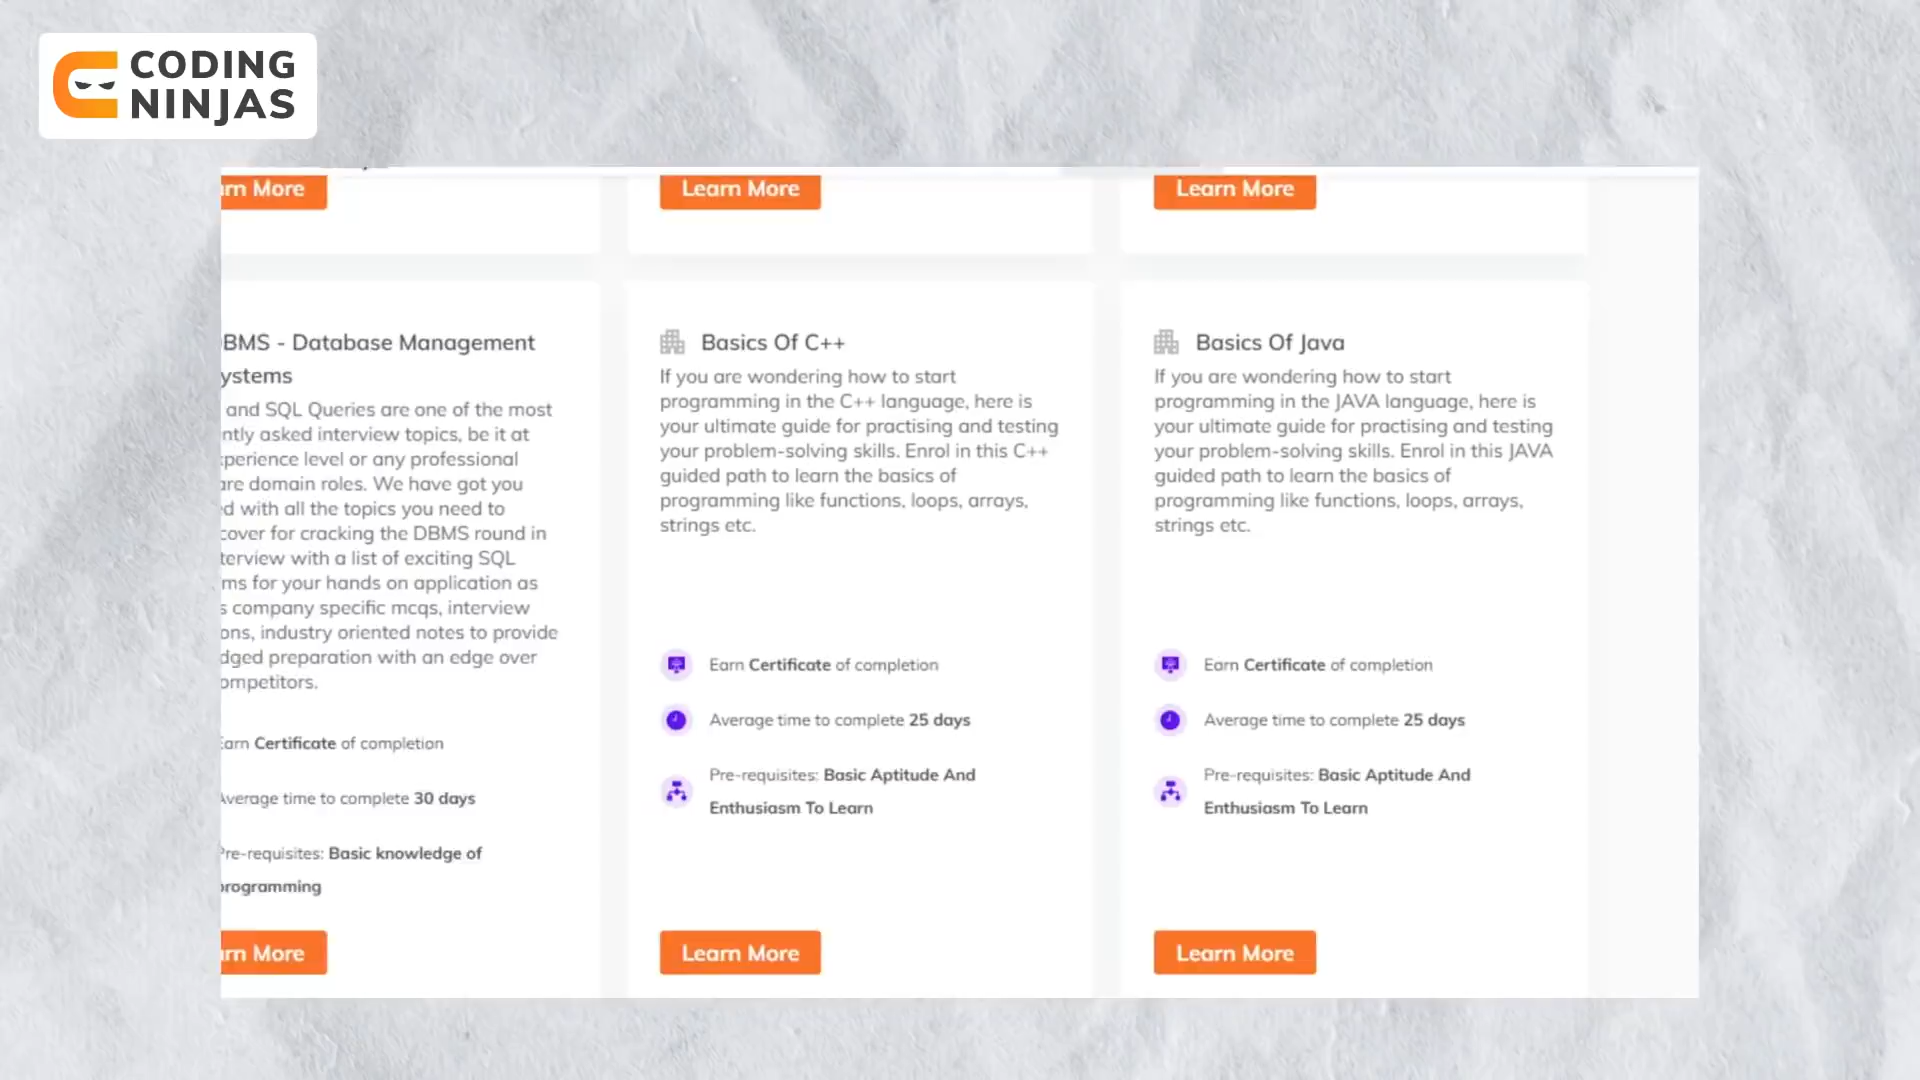 CODING
NINJAS
rn More
Learn More
Learn More
BMS - Database Management
ystems
and SQL Queries are one of the most
ntly asked interview topics, be it at
xperience level or any professional
are domain roles. We have got you
d with all the topics you need to
cover for cracking the DBMS round in
terview with a list of exciting SQL
ms for your hands on application as
s company specific mcqs, interview
ons, industry oriented notes to provide
dged preparation with an edge over
ompetitors.
Earn Certificate of completion
Average time to complete 30 days
Pre-requisites: Basic knowledge of
programming
rn More
Basics Of C++
If you are wondering how to start
programming in the C++ language, here is
your ultimate guide for practising and testing
your problem-solving skills. Enrol in this C++
guided path to learn the basics of
programming like functions, loops, arrays,
strings etc.
Earn Certificate of completion
Average time to complete 25 days
Pre-requisites: Basic Aptitude And
Enthusiasm To Learn
Learn More
Basics Of Java
If you are wondering how to start
programming in the JAVA language, here is
your ultimate guide for practising and testing
your problem-solving skills. Enrol in this JAVA
guided path to learn the basics of
programming like functions, loops, arrays,
strings etc.
Earn Certificate of completion
Average time to complete 25 days
Pre-requisites: Basic Aptitude And
Enthusiasm To Learn
Learn More